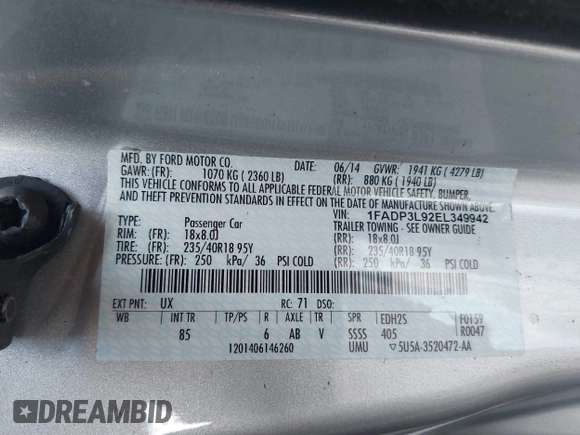 MFD. BY FORD MOTOR CO.
DATE: 06/14 GVWR: 1941 KG ( 4279 LB)
GAWR: (FR): 1070 KG ( 2360 LB) (RR): 880 KG ( 1940 LB)
THIS VEHICLE CONFORMS TO ALL APPLICABLE FEDERAL MOTOR VEHICLE SAFETY, BUMPER,
AND THEFT PREVENTION STANDARDS IN EFFECT ON THE DATE OF MANUFACTURE SHOWN ABOVE.
VIN: 1FADP3L92EL349942
TYPE: Passenger Car TRAILER TOWING - SEE OWNER GUIDE
RIM: (FR): 18x8.0J (RR): 18x8.0J
TIRE: (FR): 235/40R18 95Y (RR): 235/40R18 95Y
PRESSURE: (FR): 250 kPa/ 36 PSI COLD (RR): 250 kPa/ 36 PSI COLD
EXT PNT: UX RC: 71 DSO:
WB INT TR TP/PS R AXLE TR SPR EDH2S F0159
85 6 AB V SSSS 405 R0047
1201406146260 UMU ▽5U5A-3520472-AA
DREAMBID